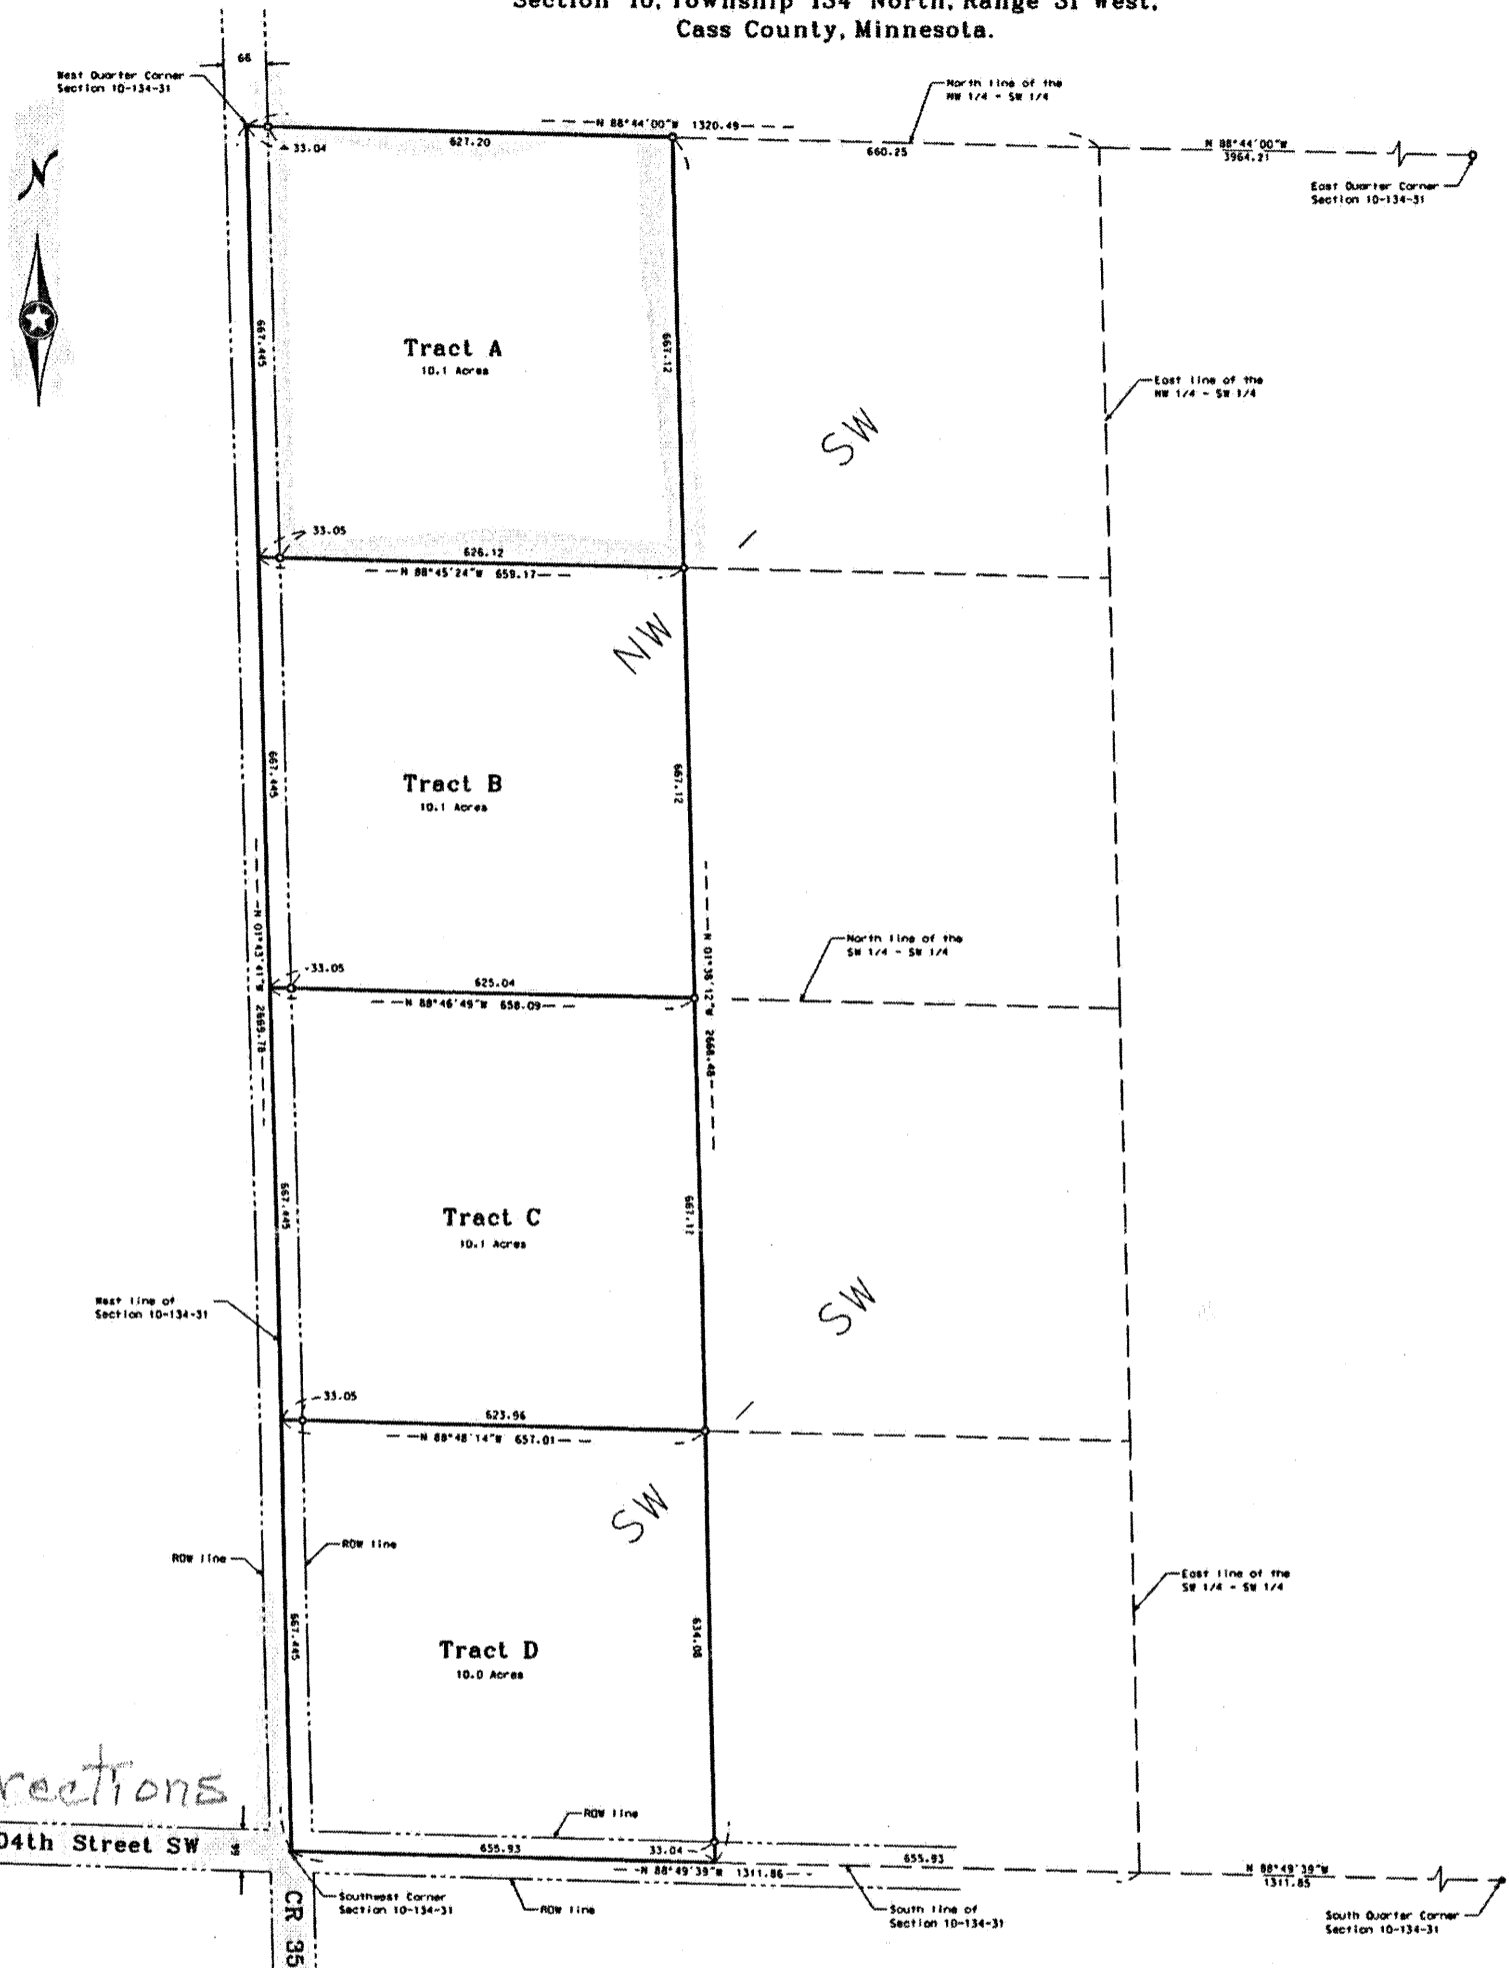 Section 10, Township 134 North, Range 31 West,
Cass County, Minnesota.
66
West Quarter Corner
Section 10-134-31
33.04
N 88°44'00"W 1320.49
627.20
North line of the
NW 1/4 - SW 1/4
660.25
N 88°44'00"W
3964.21
East Quarter Corner
Section 10-134-31
N
667.445
Tract A
10.1 Acres
667.12
East line of the
NW 1/4 - SW 1/4
SW
33.05
626.12
N 88°45'24"W 659.17
NW
667.445
Tract B
10.1 Acres
667.12
N 01°43'41"W 2669.78
N 01°38'12"W 2668.48
North line of the
SW 1/4 - SW 1/4
33.05
625.04
N 88°46'49"W 658.09
667.445
Tract C
10.1 Acres
667.12
SW
West line of
Section 10-134-31
33.05
623.96
N 88°48'14"W 657.01
SW
ROW line
ROW line
667.445
Tract D
10.0 Acres
634.08
East line of the
SW 1/4 - SW 1/4
rections
04th Street SW
66
ROW line
655.93
33.04
655.93
N 88°49'39"W 1311.86
N 88°49'39"W
1311.85
Southwest Corner
Section 10-134-31
ROW line
South line of
Section 10-134-31
South Quarter Corner
Section 10-134-31
CR 35